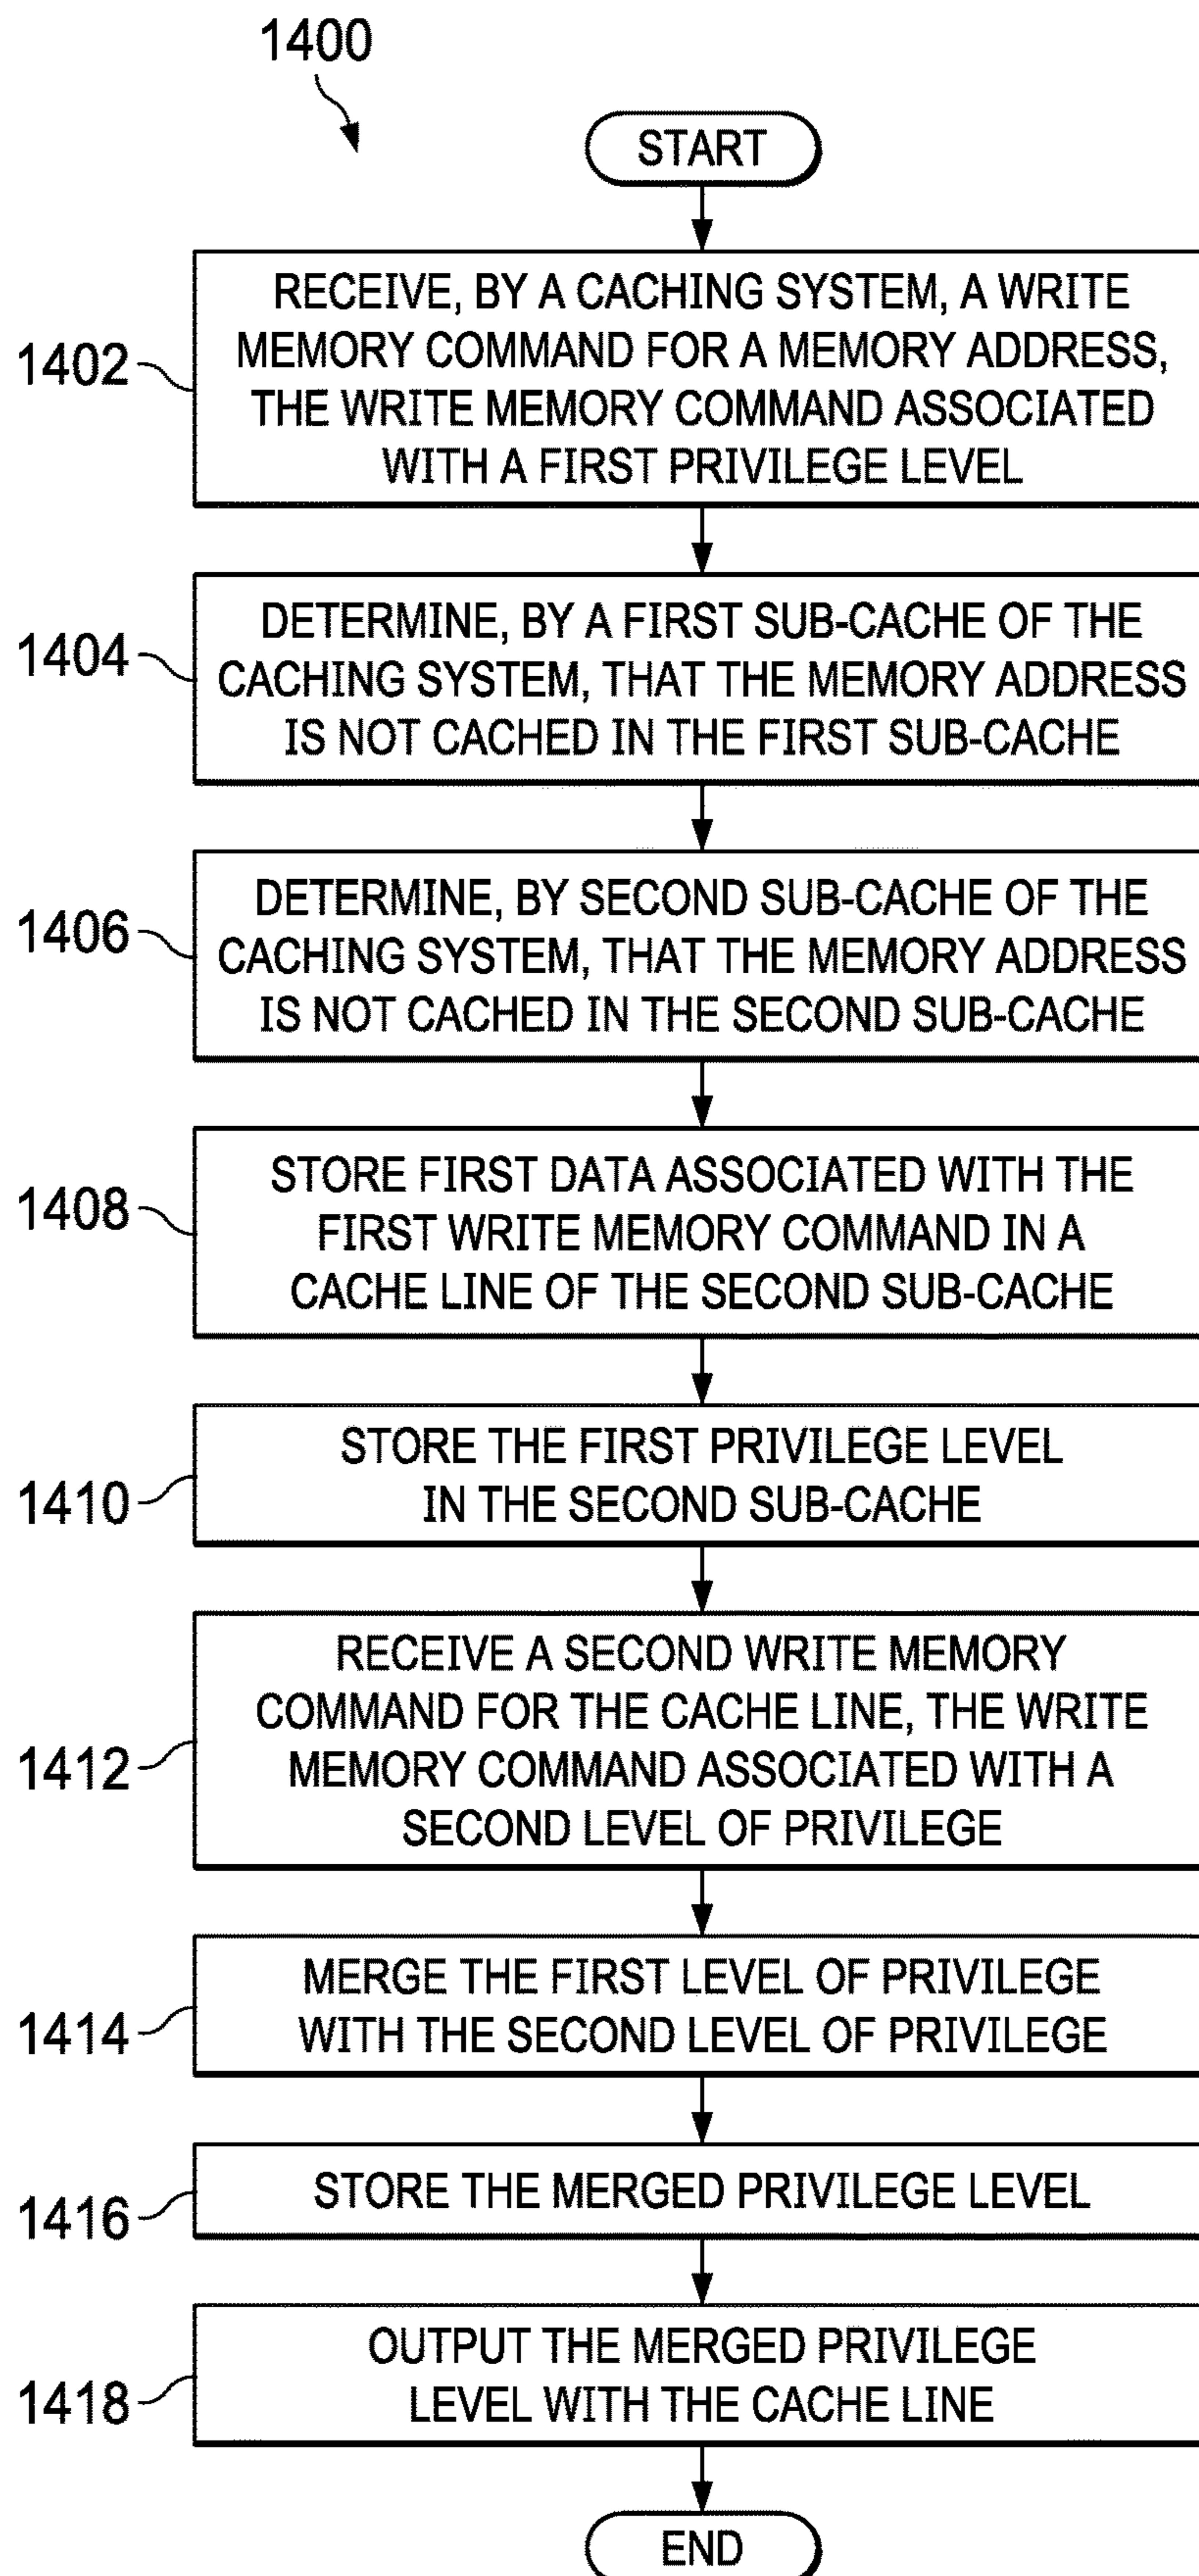 1400
START
1402
RECEIVE, BY A CACHING SYSTEM, A WRITE
MEMORY COMMAND FOR A MEMORY ADDRESS,
THE WRITE MEMORY COMMAND ASSOCIATED
WITH A FIRST PRIVILEGE LEVEL
1404
DETERMINE, BY A FIRST SUB-CACHE OF THE
CACHING SYSTEM, THAT THE MEMORY ADDRESS
IS NOT CACHED IN THE FIRST SUB-CACHE
1406
DETERMINE, BY SECOND SUB-CACHE OF THE
CACHING SYSTEM, THAT THE MEMORY ADDRESS
IS NOT CACHED IN THE SECOND SUB-CACHE
1408
STORE FIRST DATA ASSOCIATED WITH THE
FIRST WRITE MEMORY COMMAND IN A
CACHE LINE OF THE SECOND SUB-CACHE
1410
STORE THE FIRST PRIVILEGE LEVEL
IN THE SECOND SUB-CACHE
1412
RECEIVE A SECOND WRITE MEMORY
COMMAND FOR THE CACHE LINE, THE WRITE
MEMORY COMMAND ASSOCIATED WITH A
SECOND LEVEL OF PRIVILEGE
1414
MERGE THE FIRST LEVEL OF PRIVILEGE
WITH THE SECOND LEVEL OF PRIVILEGE
1416
STORE THE MERGED PRIVILEGE LEVEL
1418
OUTPUT THE MERGED PRIVILEGE
LEVEL WITH THE CACHE LINE
END